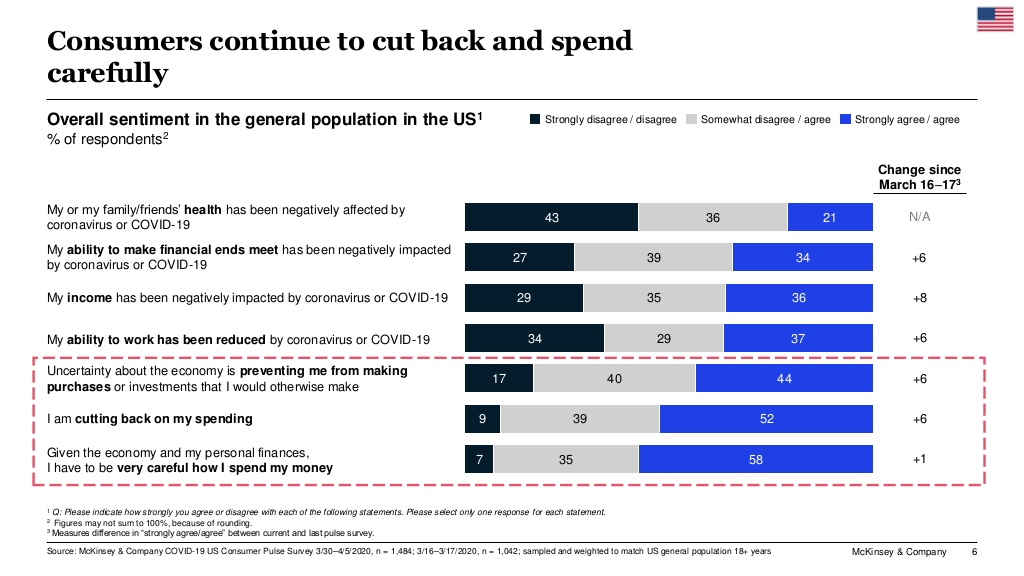 Consumers continue to cut back and spend
carefully
Overall sentiment in the general population in the US¹
% of respondents²
Strongly disagree / disagree
Somewhat disagree / agree
Strongly agree / agree
Change since
March 16–17³
My or my family/friends’ health has been negatively affected by
coronavirus or COVID-19
43 36 21 N/A
My ability to make financial ends meet has been negatively impacted
by coronavirus or COVID-19
27 39 34 +6
My income has been negatively impacted by coronavirus or COVID-19
29 35 36 +8
My ability to work has been reduced by coronavirus or COVID-19
34 29 37 +6
Uncertainty about the economy is preventing me from making
purchases or investments that I would otherwise make
17 40 44 +6
I am cutting back on my spending
9 39 52 +6
Given the economy and my personal finances,
I have to be very careful how I spend my money
7 35 58 +1
¹ Q: Please indicate how strongly you agree or disagree with each of the following statements. Please select only one response for each statement.
² Figures may not sum to 100%, because of rounding.
³ Measures difference in “strongly agree/agree” between current and last pulse survey.
Source: McKinsey & Company COVID-19 US Consumer Pulse Survey 3/30–4/5/2020, n = 1,484; 3/16–3/17/2020, n = 1,042; sampled and weighted to match US general population 18+ years
McKinsey & Company 6